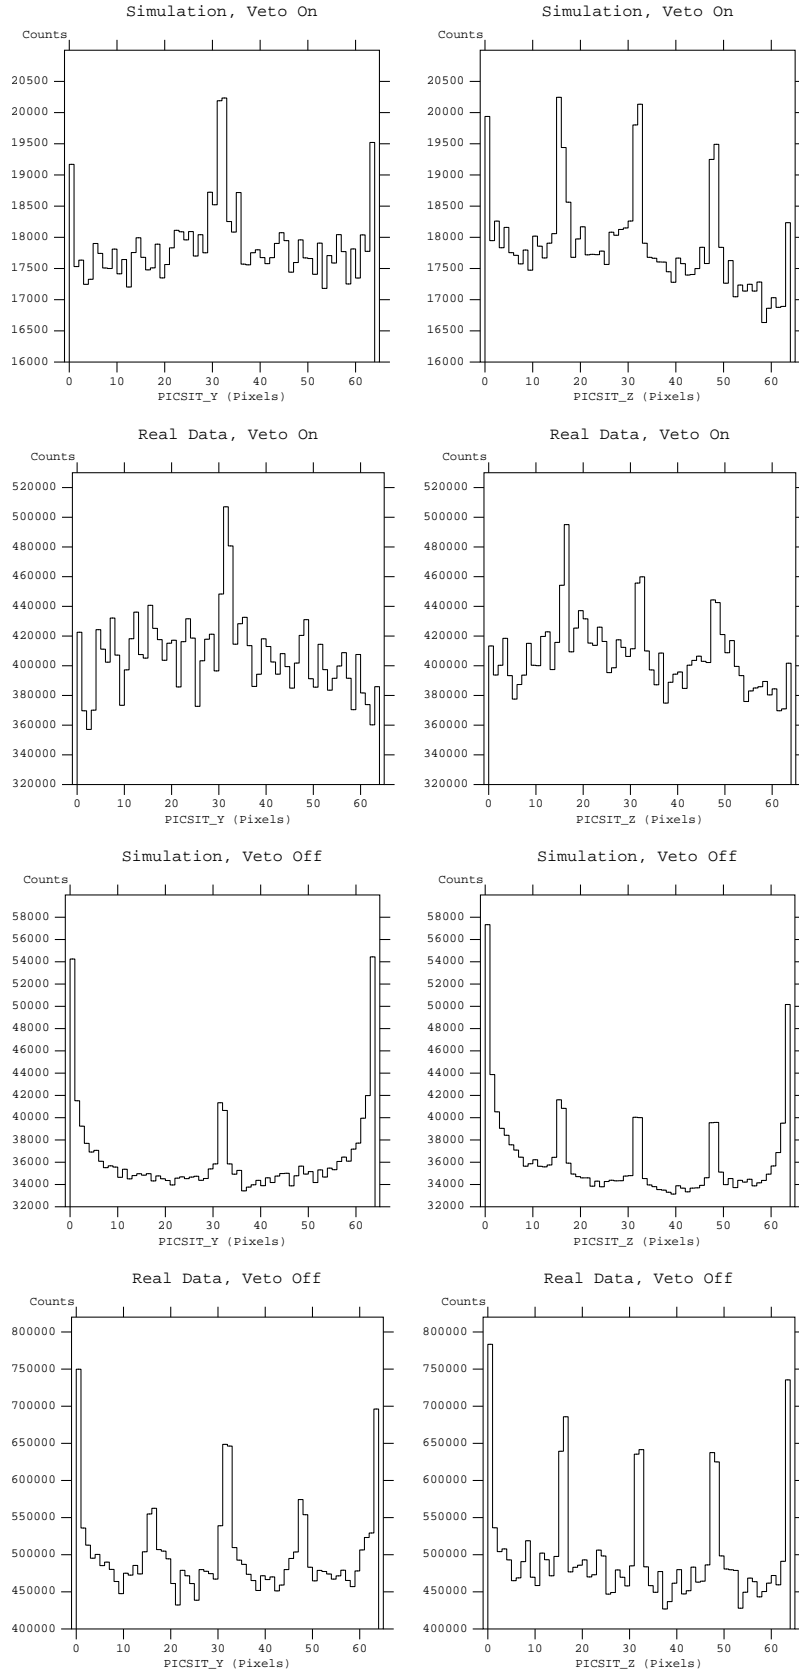 Simulation, Veto On
Counts
20500
20000
19500
19000
18500
18000
17500
17000
16500
16000
0 10 20 30 40 50 60
PICSIT_Y (Pixels)
Simulation, Veto On
Counts
20500
20000
19500
19000
18500
18000
17500
17000
16500
16000
0 10 20 30 40 50 60
PICSIT_Z (Pixels)
Real Data, Veto On
Counts
520000
500000
480000
460000
440000
420000
400000
380000
360000
340000
320000
0 10 20 30 40 50 60
PICSIT_Y (Pixels)
Real Data, Veto On
Counts
520000
500000
480000
460000
440000
420000
400000
380000
360000
340000
320000
0 10 20 30 40 50 60
PICSIT_Z (Pixels)
Simulation, Veto Off
Counts
58000
56000
54000
52000
50000
48000
46000
44000
42000
40000
38000
36000
34000
32000
0 10 20 30 40 50 60
PICSIT_Y (Pixels)
Simulation, Veto Off
Counts
58000
56000
54000
52000
50000
48000
46000
44000
42000
40000
38000
36000
34000
32000
0 10 20 30 40 50 60
PICSIT_Z (Pixels)
Real Data, Veto Off
Counts
800000
750000
700000
650000
600000
550000
500000
450000
400000
0 10 20 30 40 50 60
PICSIT_Y (Pixels)
Real Data, Veto Off
Counts
800000
750000
700000
650000
600000
550000
500000
450000
400000
0 10 20 30 40 50 60
PICSIT_Z (Pixels)